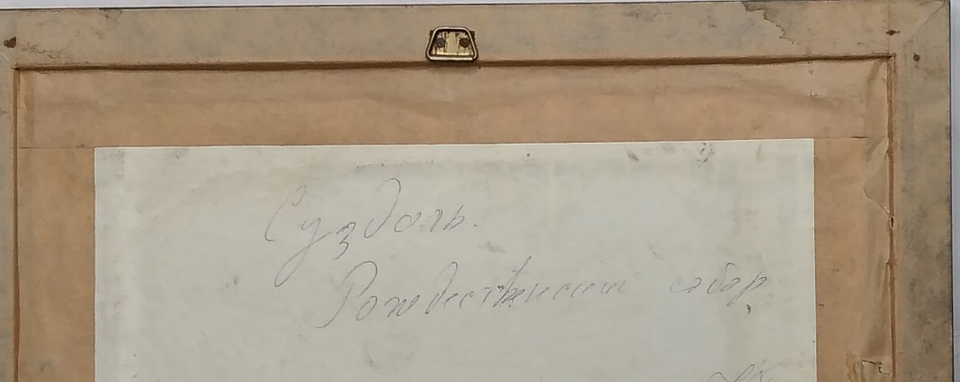 Суздаль.
Рождественский собор